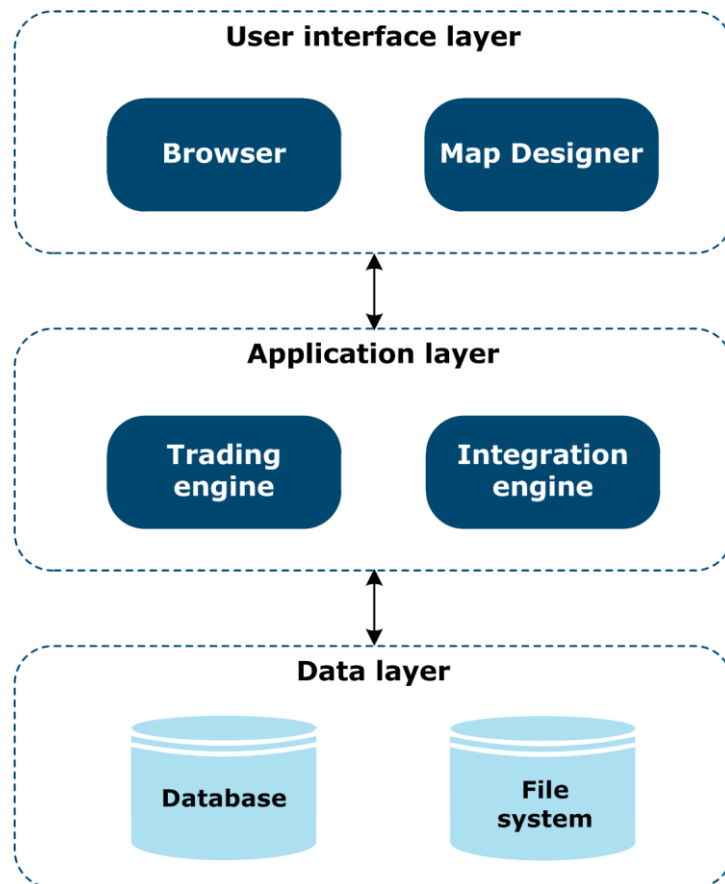 User interface layer
Browser
Map Designer
Application layer
Trading
engine
Integration
engine
Data layer
Database
File
system